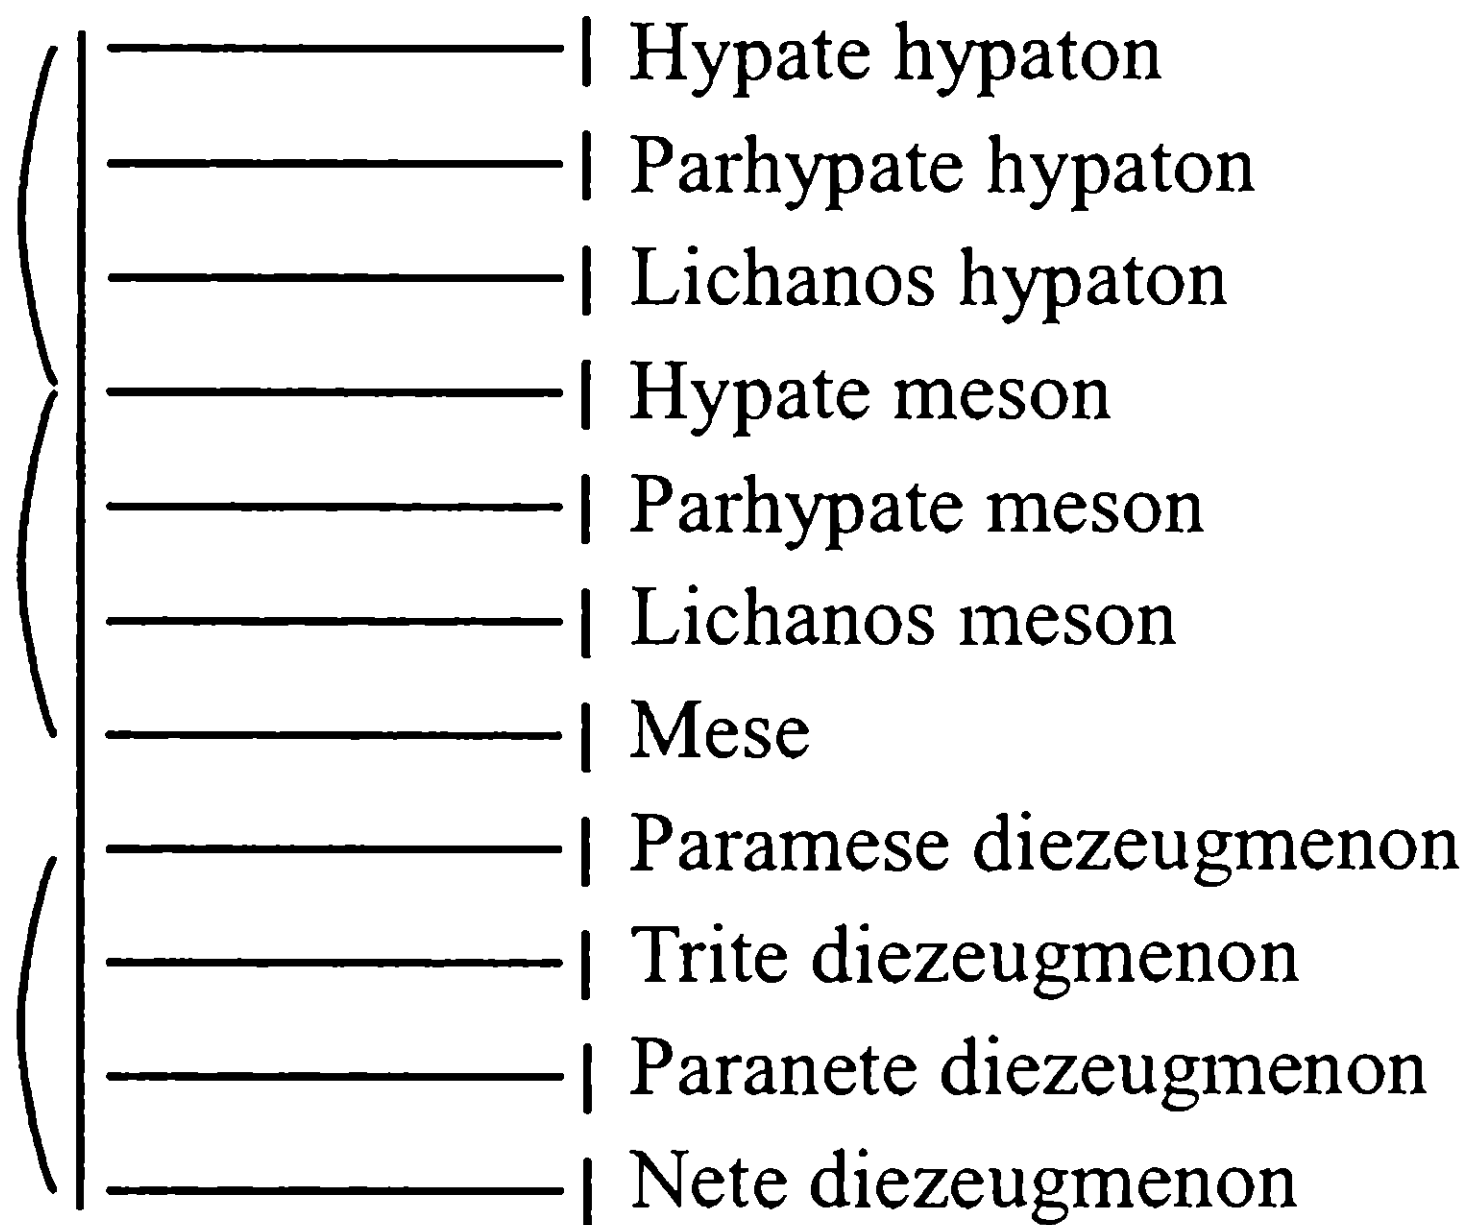 Hypate hypaton
Parhypate hypaton
Lichanos hypaton
Hypate meson
Parhypate meson
Lichanos meson
Mese
Paramese diezeugmenon
Trite diezeugmenon
Paranete diezeugmenon
Nete diezeugmenon